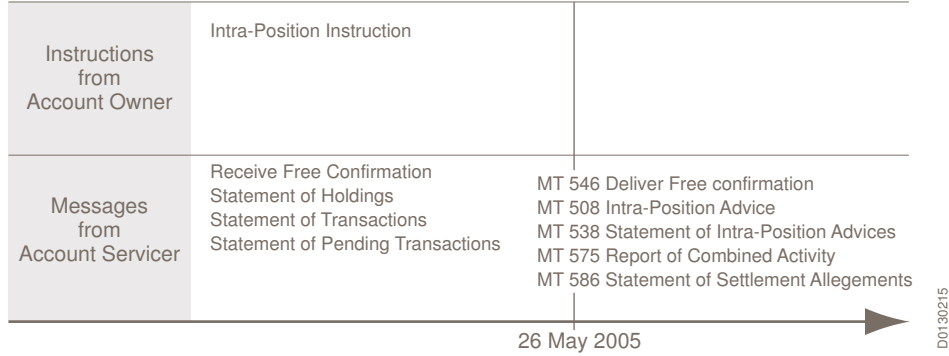 Instructions
from
Account Owner
Intra-Position Instruction
Messages
from
Account Servicer
Receive Free Confirmation
Statement of Holdings
Statement of Transactions
Statement of Pending Transactions
MT 546 Deliver Free confirmation
MT 508 Intra-Position Advice
MT 538 Statement of Intra-Position Advices
MT 575 Report of Combined Activity
MT 586 Statement of Settlement Allegements
26 May 2005
D0130215